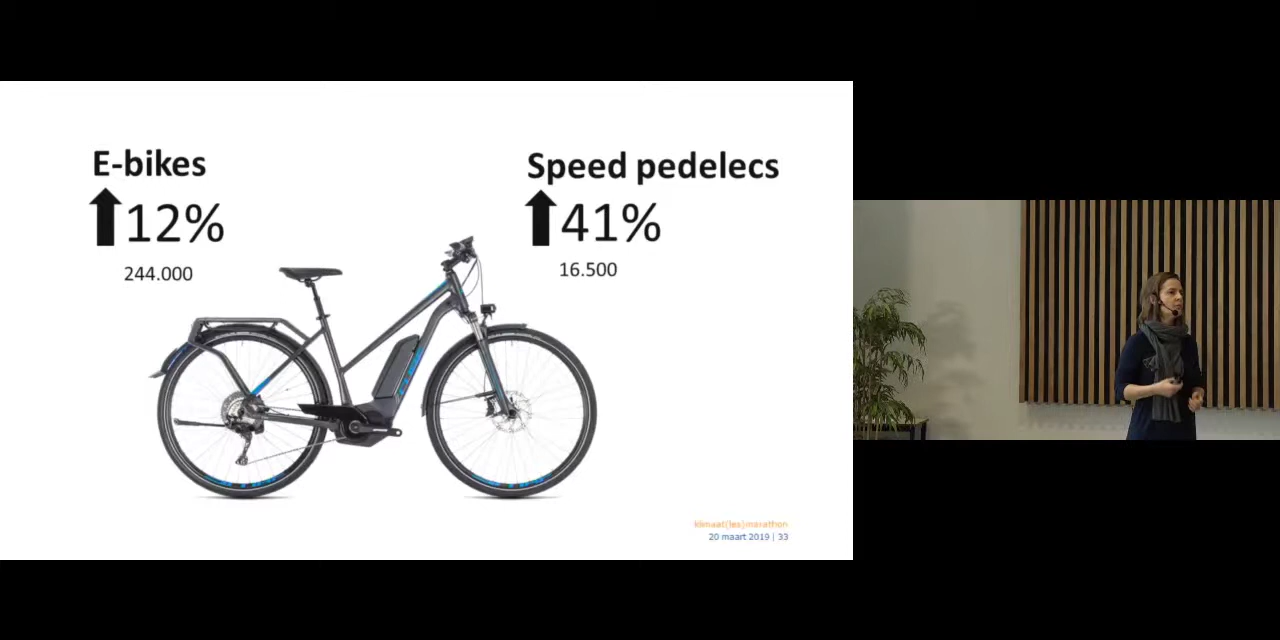 E-bikes
12%
244.000
Speed pedelecs
41%
16.500
klimaat(les)marathon
20 maart 2019 | 33